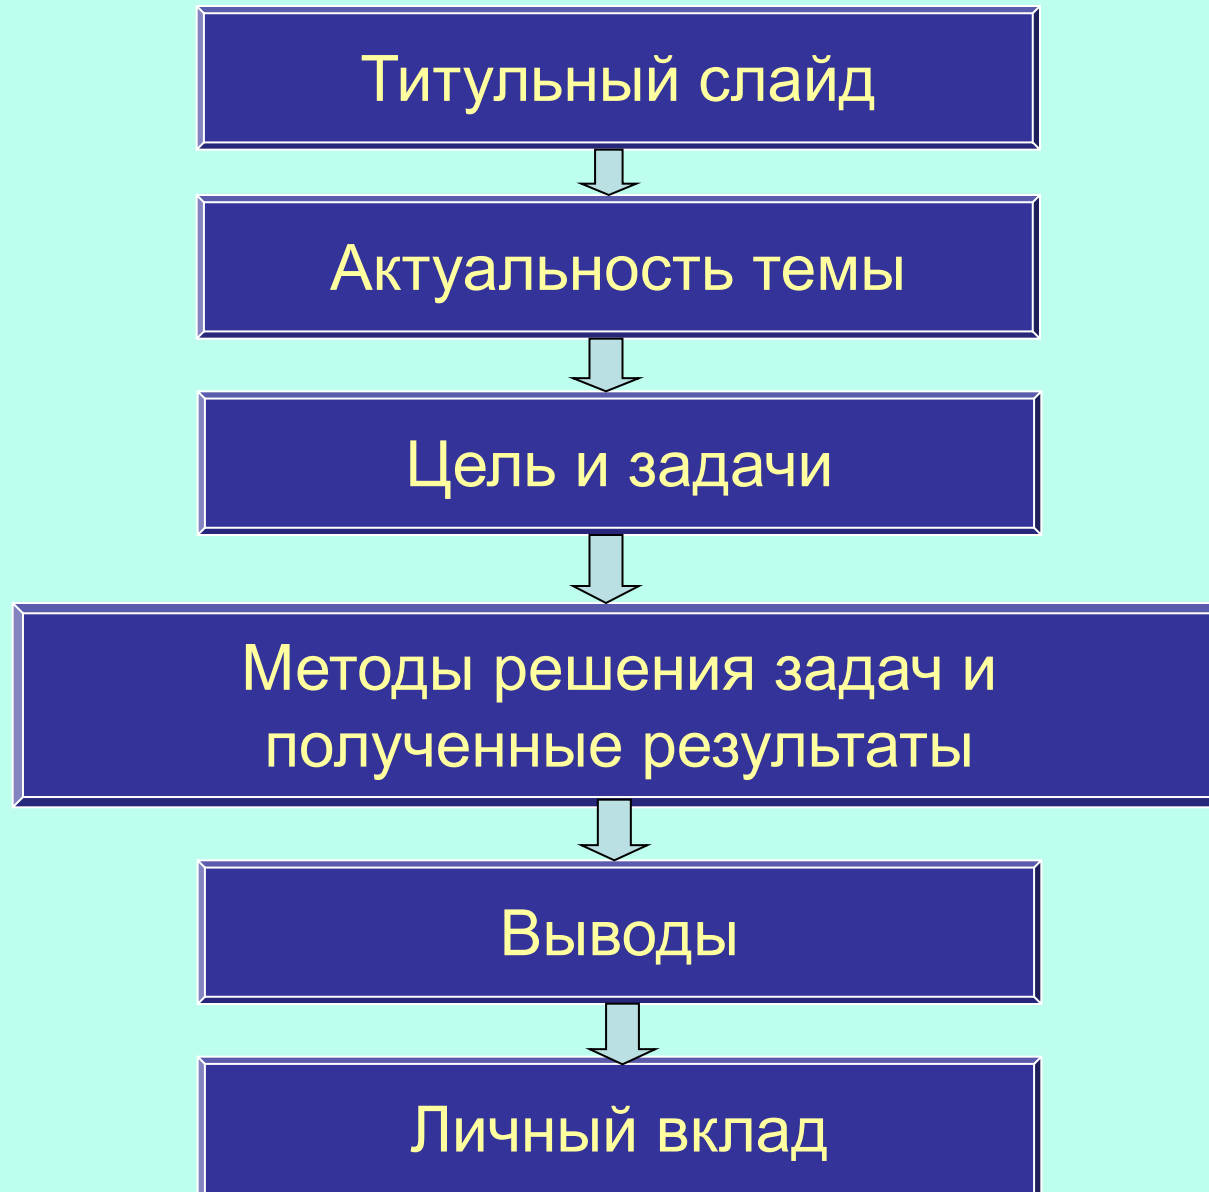 Титульный слайд
Актуальность темы
Цель и задачи
Методы решения задач и
полученные результаты
Выводы
Личный вклад